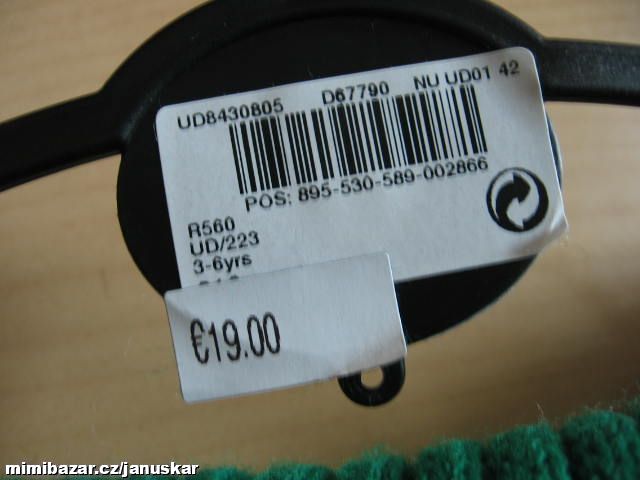 UD8430805 D67790 NU UD01 42
POS: 895-530-589-002866
R560
UD/223
3-6yrs
€19.00
mimibazar.cz/januskar